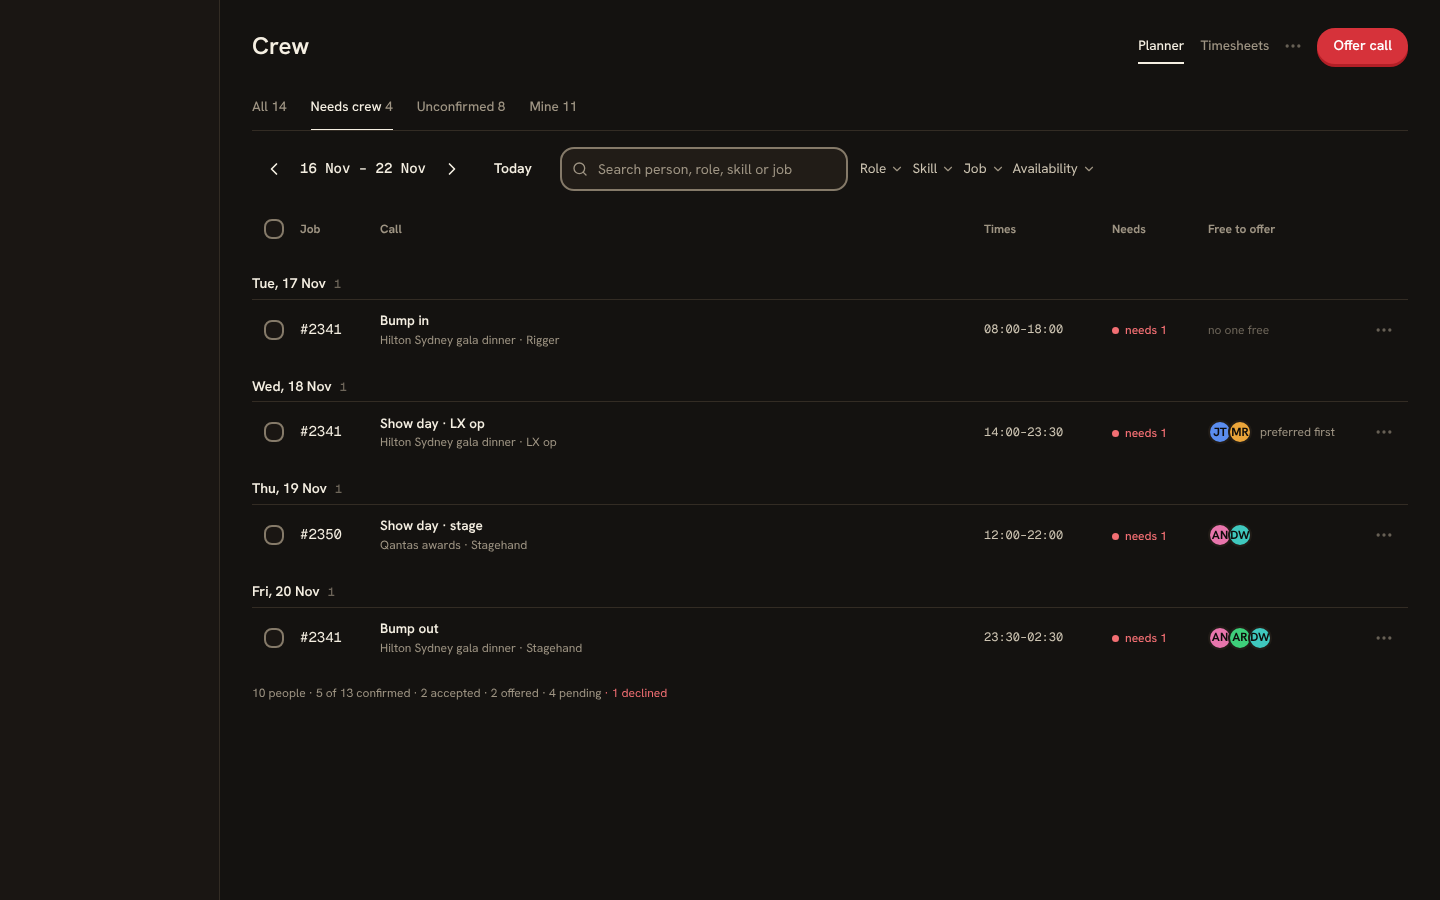 Crew
Planner Timesheets Offer call
All 14 Needs crew 4 Unconfirmed 8 Mine 11
16 Nov – 22 Nov Today Search person, role, skill or job Role Skill Job Availability
Job Call Times Needs Free to offer
Tue, 17 Nov 1
#2341 Bump in 08:00–18:00 needs 1 no one free
Hilton Sydney gala dinner · Rigger
Wed, 18 Nov 1
#2341 Show day · LX op 14:00–23:30 needs 1 JT MR preferred first
Hilton Sydney gala dinner · LX op
Thu, 19 Nov 1
#2350 Show day · stage 12:00–22:00 needs 1 AN DW
Qantas awards · Stagehand
Fri, 20 Nov 1
#2341 Bump out 23:30–02:30 needs 1 AN AR DW
Hilton Sydney gala dinner · Stagehand
10 people · 5 of 13 confirmed · 2 accepted · 2 offered · 4 pending · 1 declined